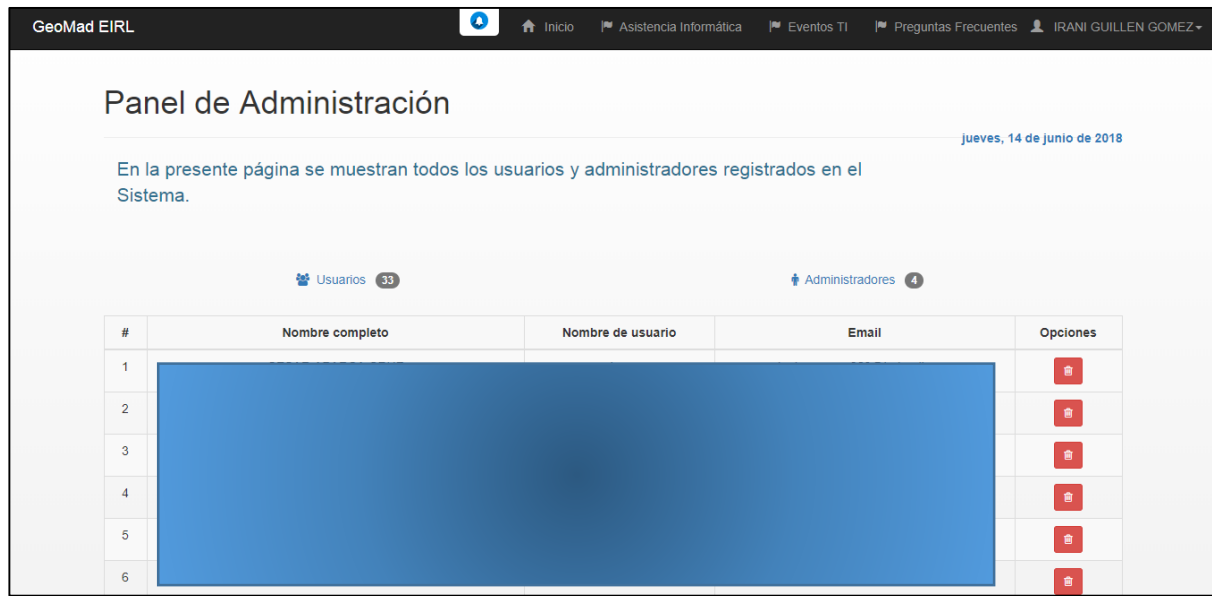 GeoMad EIRL Inicio Asistencia Informática Eventos TI Preguntas Frecuentes IRANI GUILLEN GOMEZ
Panel de Administración
jueves, 14 de junio de 2018
En la presente página se muestran todos los usuarios y administradores registrados en el
Sistema.
Usuarios 33 Administradores 4
# Nombre completo Nombre de usuario Email Opciones
1
2
3
4
5
6